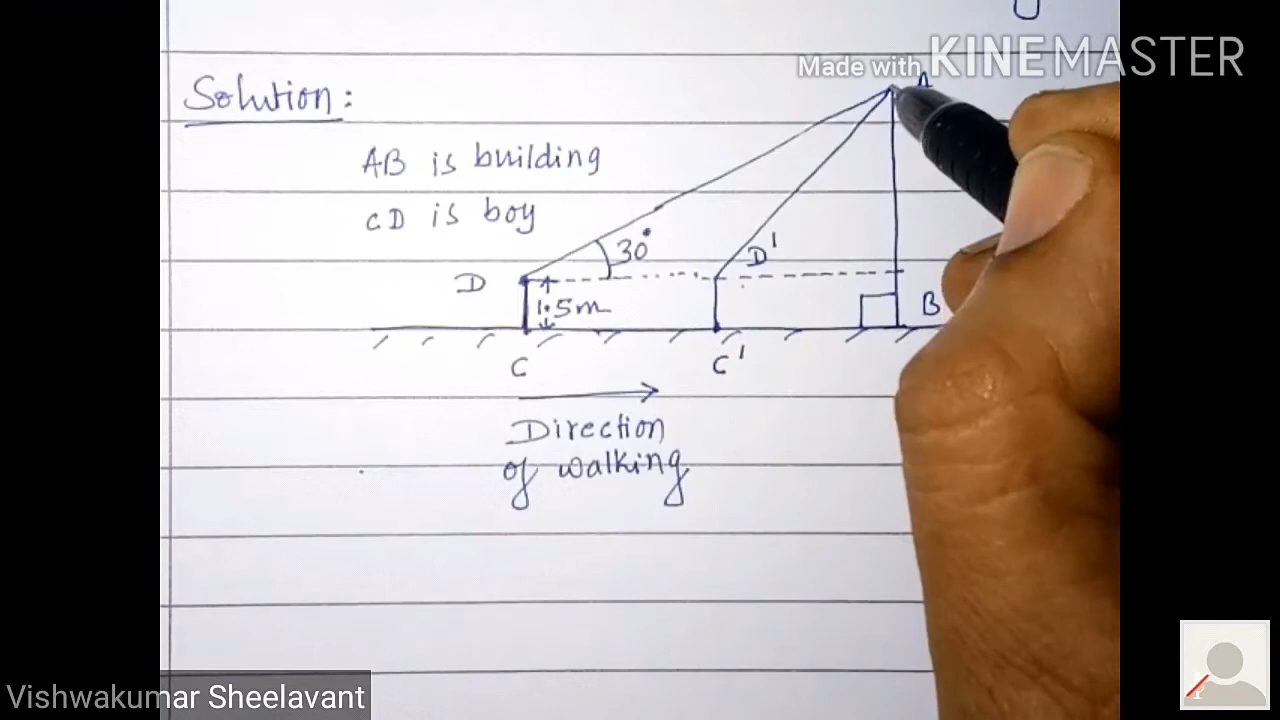 Made with KINEMASTER
Solution:
A
AB is building
CD is boy
30°
D'
D
1.5m
B
C
C'
Direction
of walking
Vishwakumar Sheelavant